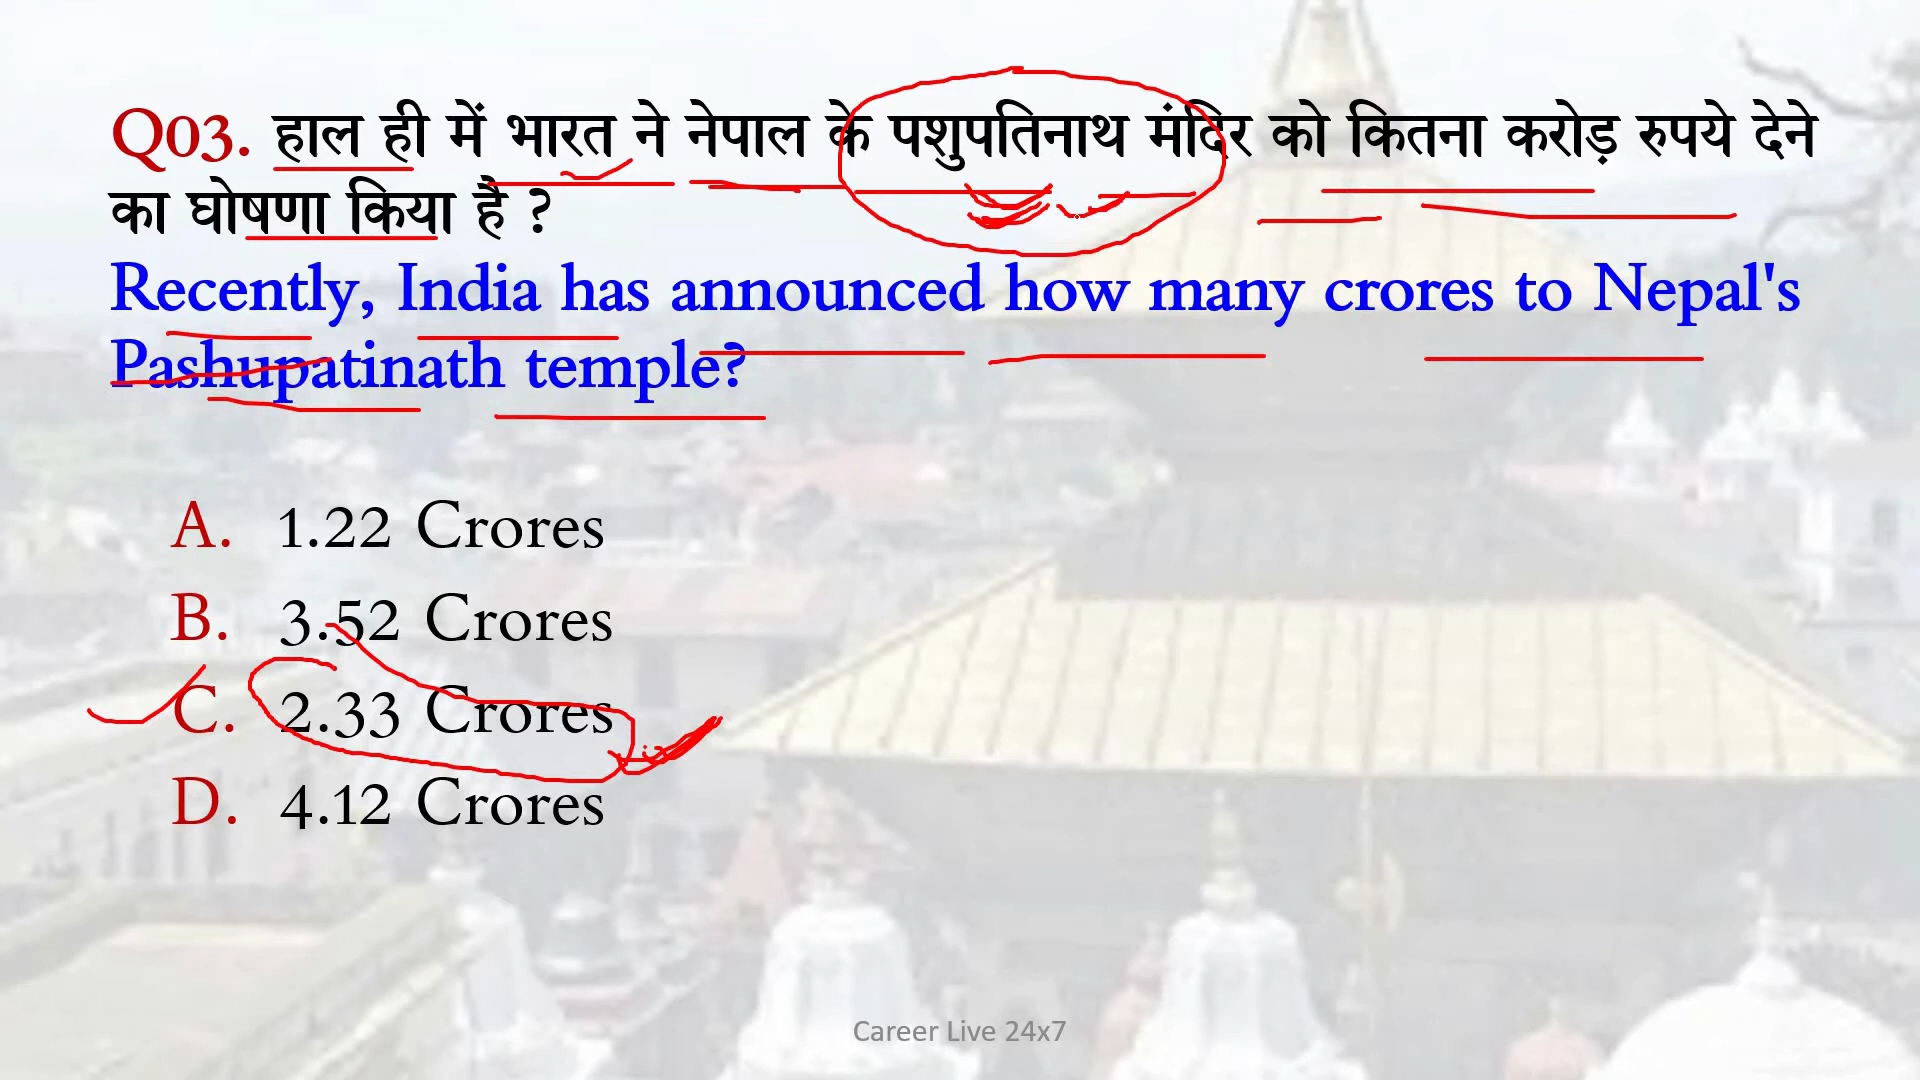 Q03. हाल ही में भारत ने नेपाल के पशुपतिनाथ मंदिर को कितना करोड़ रुपये देने
का घोषणा किया है ?
Recently, India has announced how many crores to Nepal's
Pashupatinath temple?
A. 1.22 Crores
B. 3.52 Crores
C. 2.33 Crores
D. 4.12 Crores
Career Live 24x7